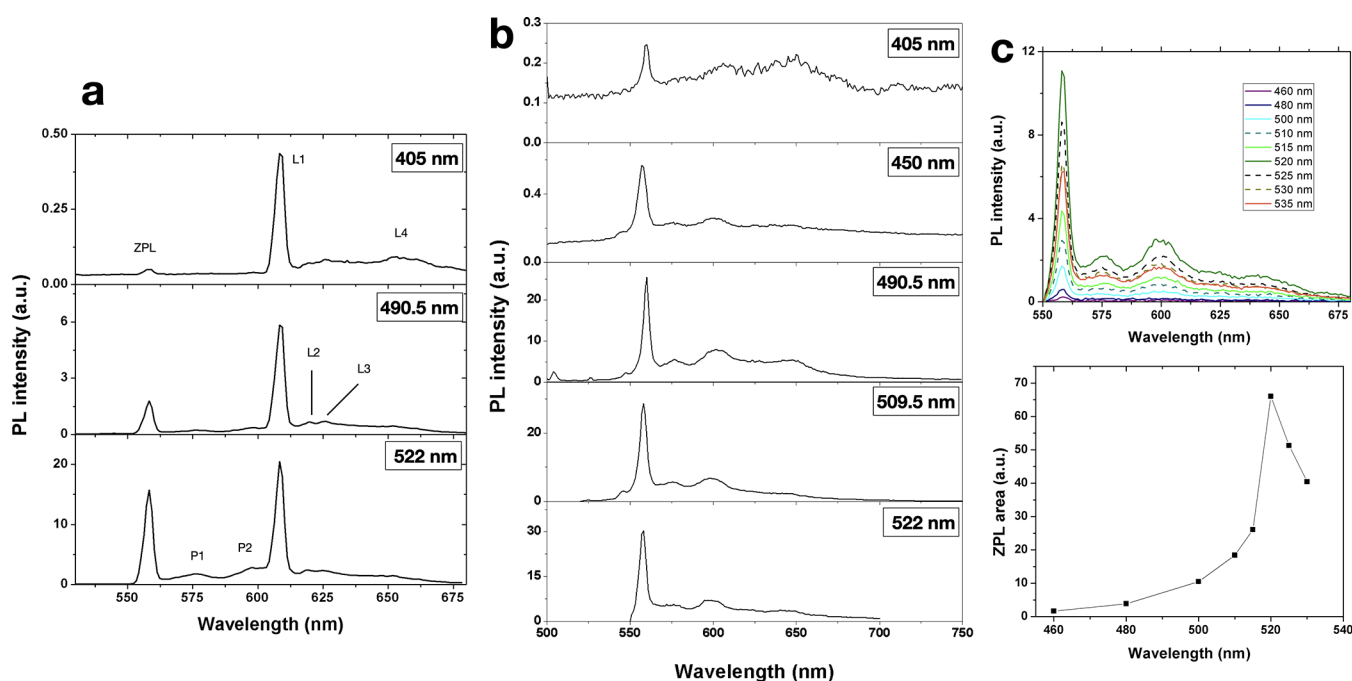 a
0.50
405 nm
L1
0.25
ZPL
L4
0.00
490.5 nm
6
L2
L3
3
0
522 nm
20
P1
P2
10
0
550 575 600 625 650 675
Wavelength (nm)
PL intensity (a.u.)
b
0.3
405 nm
0.2
0.1
0.0
450 nm
0.4
0.0
490.5 nm
20
10
0
509.5 nm
20
0
522 nm
30
15
0
500 550 600 650 700 750
Wavelength (nm)
PL intensity (a.u.)
c
12
460 nm
480 nm
500 nm
510 nm
515 nm
520 nm
525 nm
530 nm
535 nm
8
4
0
550 575 600 625 650 675
Wavelength (nm)
PL intensity (a.u.)
70
60
50
40
30
20
10
0
460 480 500 520 540
Wavelength (nm)
ZPL area (a.u.)